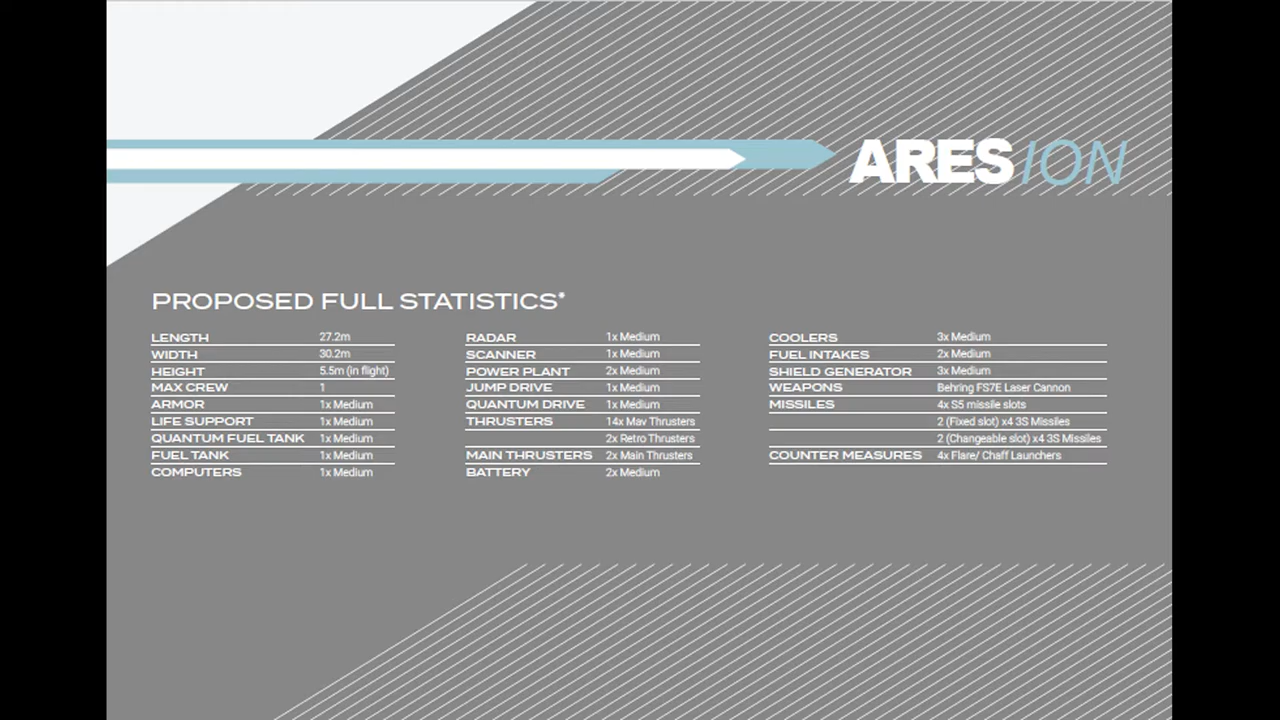 ARES ION
PROPOSED FULL STATISTICS*
LENGTH 27.2m
WIDTH 30.2m
HEIGHT 5.5m (in flight)
MAX CREW 1
ARMOR 1x Medium
LIFE SUPPORT 1x Medium
QUANTUM FUEL TANK 1x Medium
FUEL TANK 1x Medium
COMPUTERS 1x Medium
RADAR 1x Medium
SCANNER 1x Medium
POWER PLANT 2x Medium
JUMP DRIVE 1x Medium
QUANTUM DRIVE 1x Medium
THRUSTERS 14x Mav Thrusters
2x Retro Thrusters
MAIN THRUSTERS 2x Main Thrusters
BATTERY 2x Medium
COOLERS 3x Medium
FUEL INTAKES 2x Medium
SHIELD GENERATOR 3x Medium
WEAPONS Behring FS7E Laser Cannon
MISSILES 4x S5 missile slots
2 (Fixed slot) x4 3S Missiles
2 (Changeable slot) x4 3S Missiles
COUNTER MEASURES 4x Flare/ Chaff Launchers